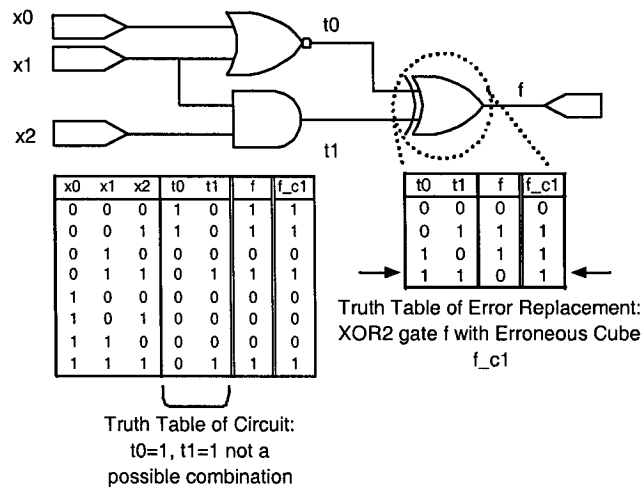 x0
t0
x1
f
x2
t1
x0 x1 x2 t0 t1 f f_c1
0 0 0 1 0 1 1
0 0 1 1 0 1 1
0 1 0 0 0 0 0
0 1 1 0 1 1 1
1 0 0 0 0 0 0
1 0 1 0 0 0 0
1 1 0 0 0 0 0
1 1 1 0 1 1 1
t0 t1 f f_c1
0 0 0 0
0 1 1 1
1 0 1 1
1 1 0 1
Truth Table of Error Replacement:
XOR2 gate f with Erroneous Cube
f_c1
Truth Table of Circuit:
t0=1, t1=1 not a
possible combination